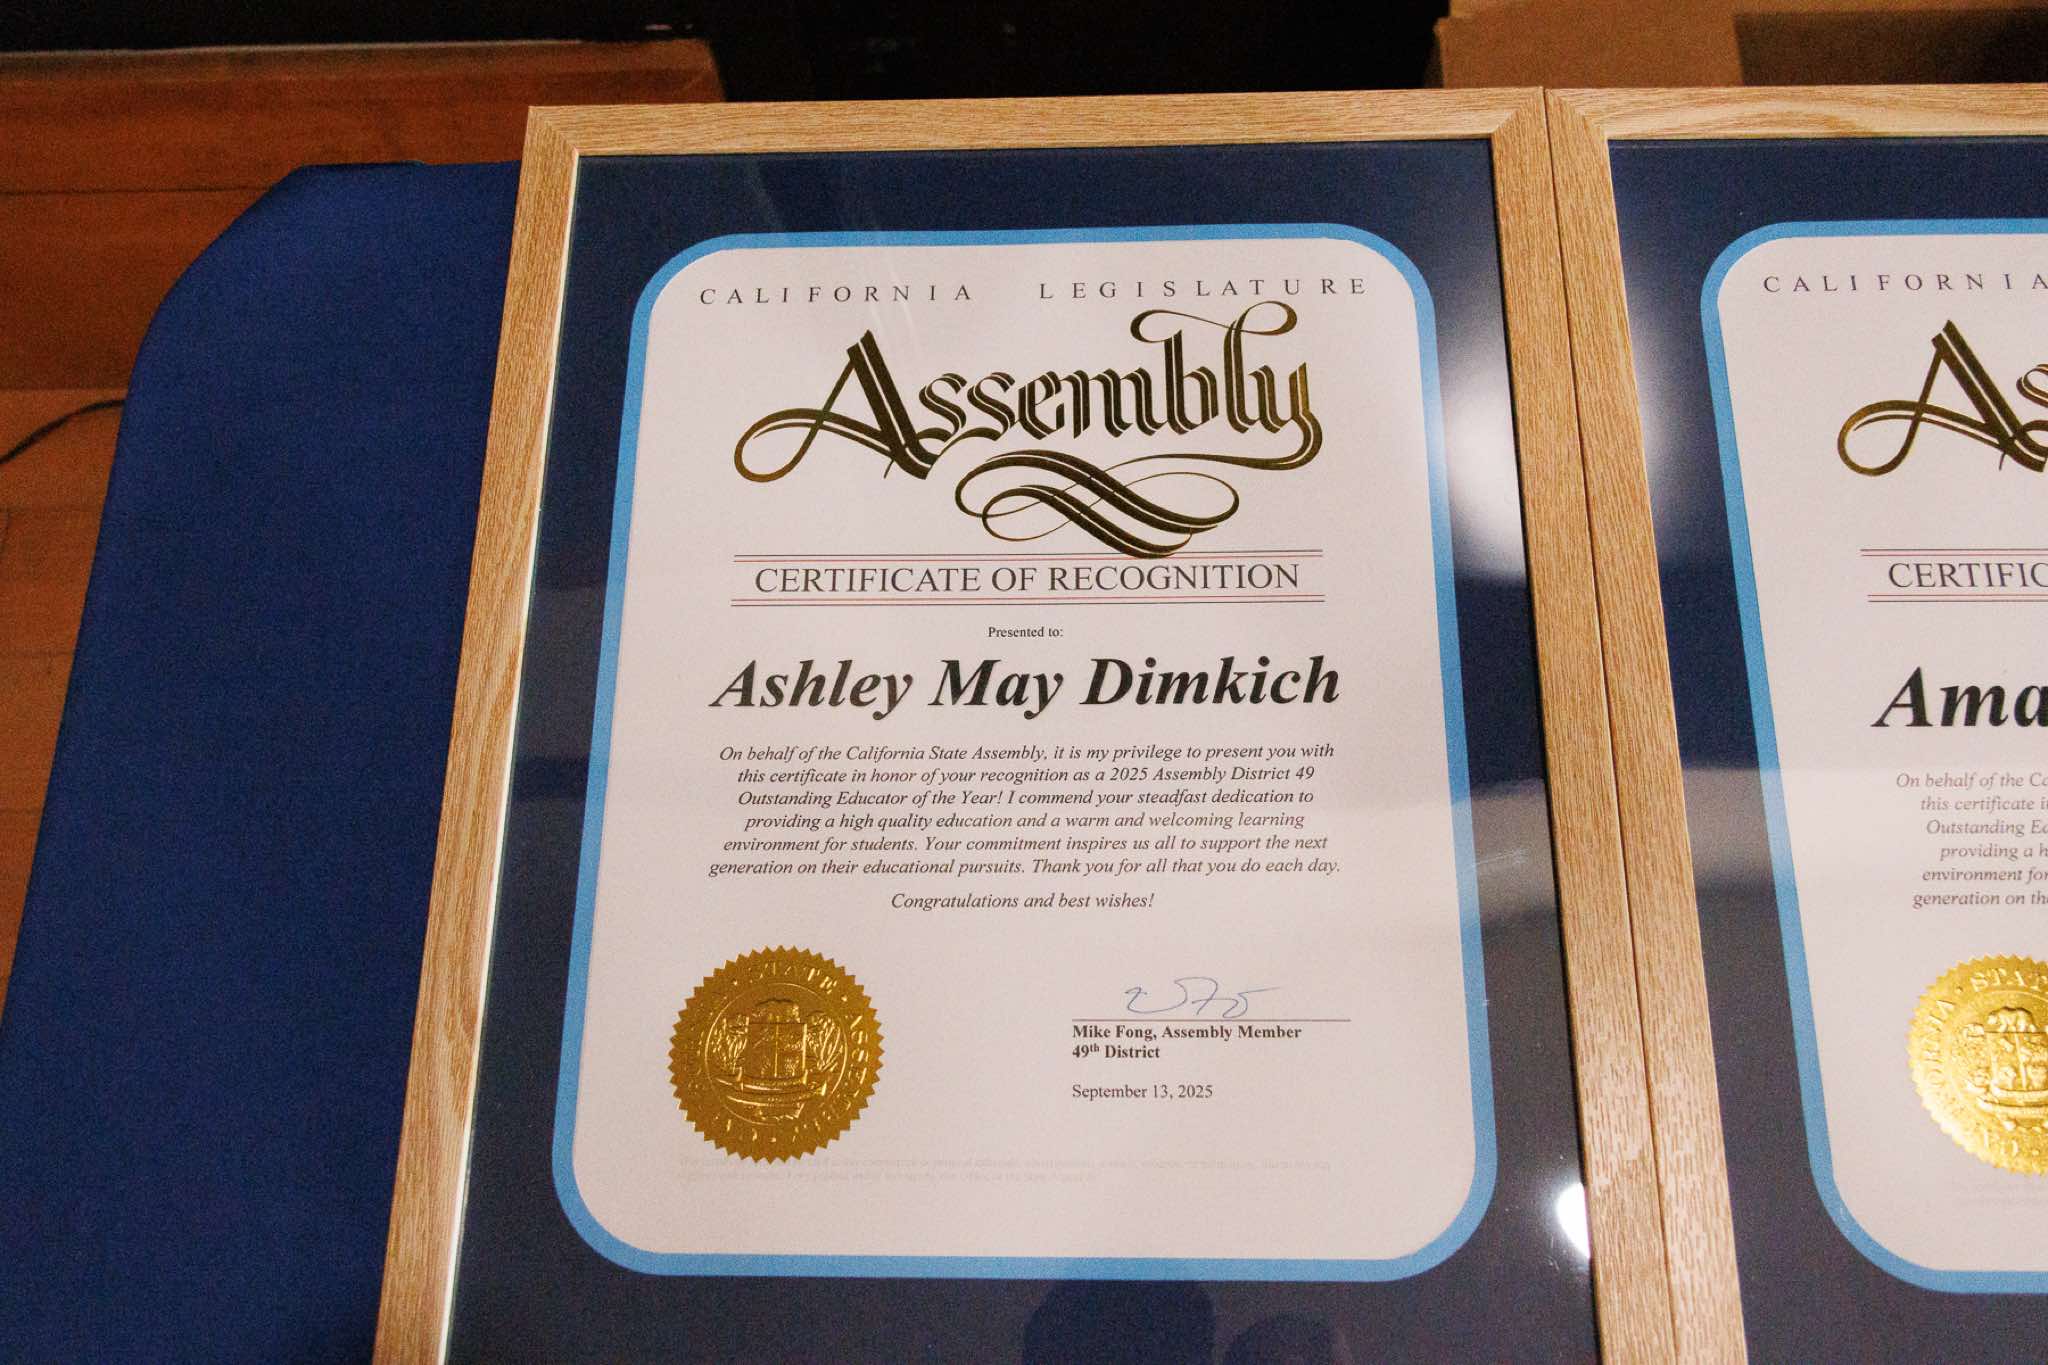 CALIFORNIA LEGISLATURE
Assembly
CERTIFICATE OF RECOGNITION
Presented to:
Ashley May Dimkich
On behalf of the California State Assembly, it is my privilege to present you with
this certificate in honor of your recognition as a 2025 Assembly District 49
Outstanding Educator of the Year! I commend your steadfast dedication to
providing a high quality education and a warm and welcoming learning
environment for students. Your commitment inspires us all to support the next
generation on their educational pursuits. Thank you for all that you do each day.
Congratulations and best wishes!
Mike Fong, Assembly Member
49th District
September 13, 2025
CALIFORNIA
As
CERTIFIC
Ama
On behalf of the Ca
this certificate i
Outstanding Ed
providing a h
environment for
generation on the
STATE